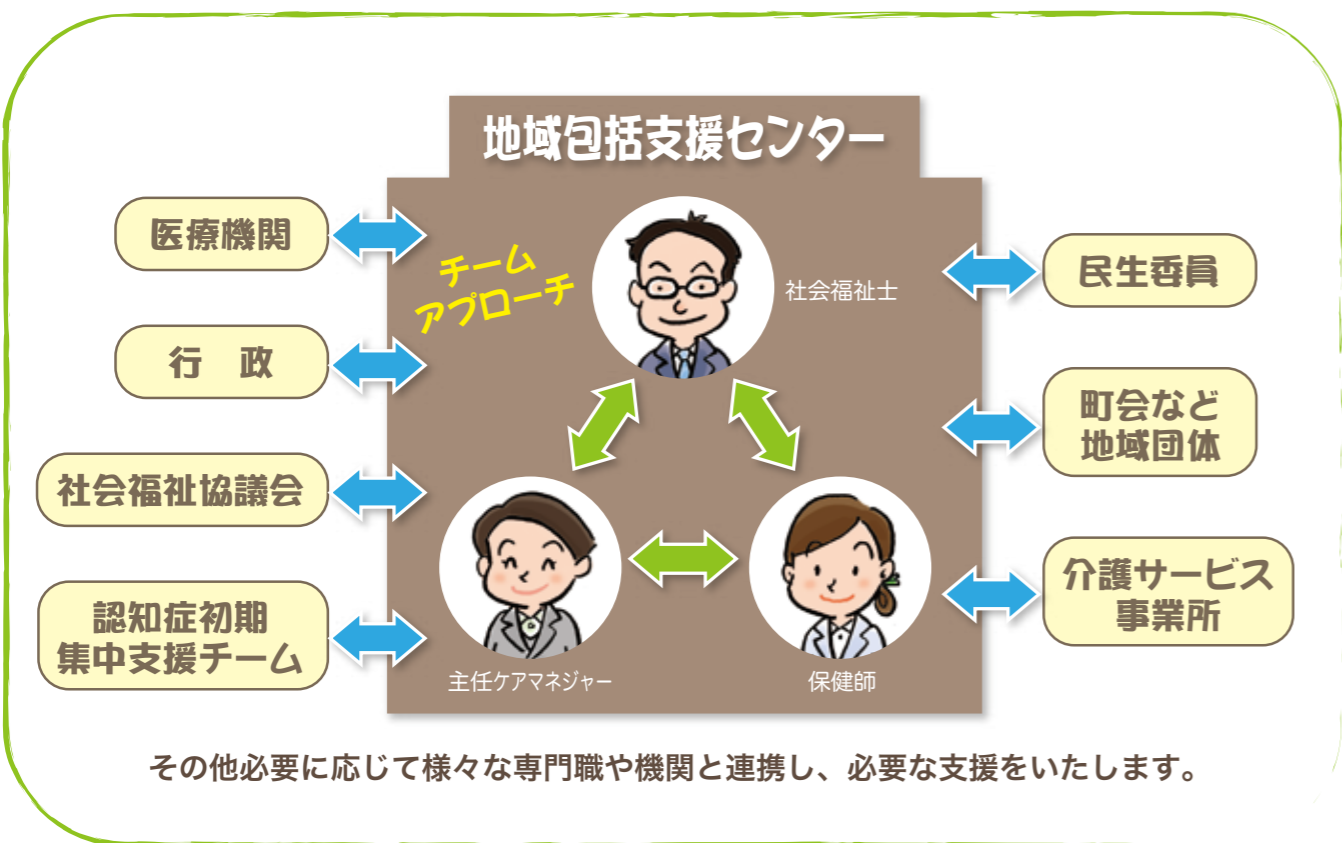 地域包括支援センター
医療機関
行　政
社会福祉協議会
認知症初期
集中支援チーム
チーム
アプローチ
社会福祉士
主任ケアマネジャー
保健師
民生委員
町会など
地域団体
介護サービス
事業所
その他必要に応じて様々な専門職や機関と連携し、必要な支援をいたします。